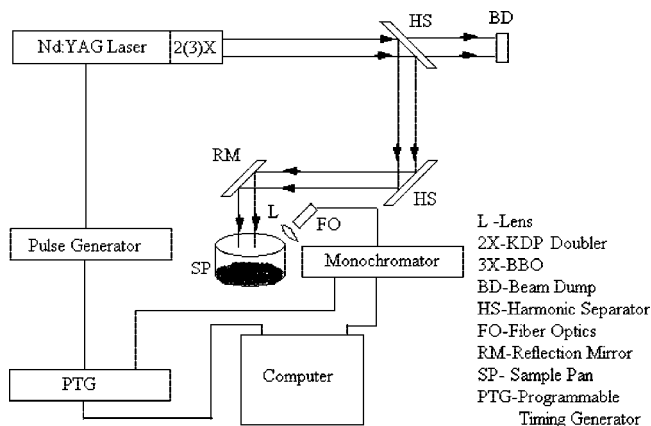 HS
BD
Nd:YAG Laser
2(3)X
RM
HS
L
FO
Pulse Generator
SP
Monochromator
PTG
Computer
L -Lens
2X-KDP Doubler
3X-BBO
BD-Beam Dump
HS-Harmonic Separator
FO-Fiber Optics
RM-Reflection Mirror
SP- Sample Pan
PTG-Programmable
Timing Generator